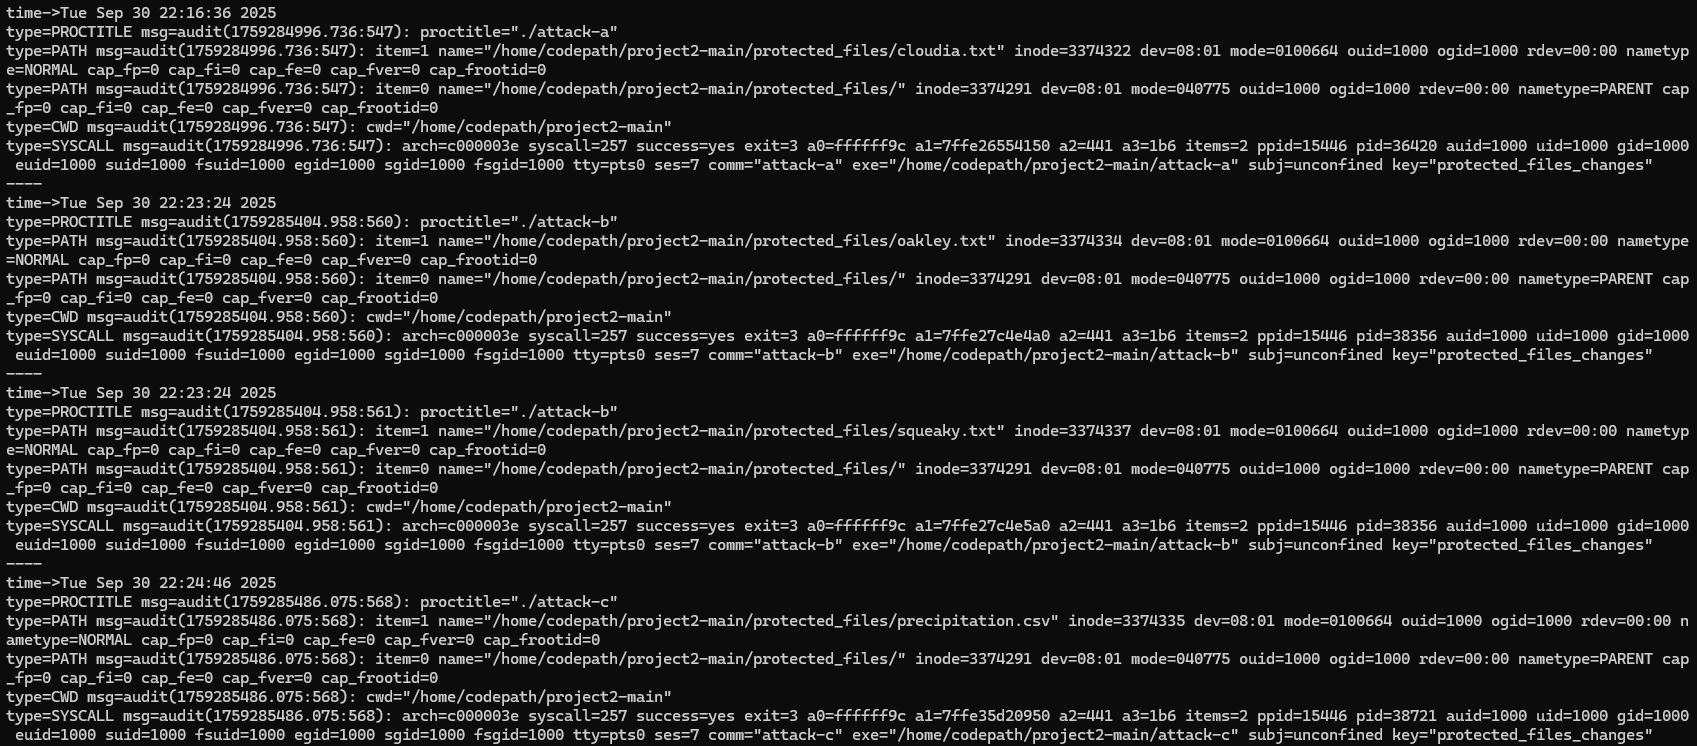 time->Tue Sep 30 22:16:36 2025
type=PROCTITLE msg=audit(1759284996.736:547): proctitle="./attack-a"
type=PATH msg=audit(1759284996.736:547): item=1 name="/home/codepath/project2-main/protected_files/cloudia.txt" inode=3374322 dev=08:01 mode=0100664 ouid=1000 ogid=1000 rdev=00:00 nametyp
e=NORMAL cap_fp=0 cap_fi=0 cap_fe=0 cap_fver=0 cap_frootid=0
type=PATH msg=audit(1759284996.736:547): item=0 name="/home/codepath/project2-main/protected_files/" inode=3374291 dev=08:01 mode=040775 ouid=1000 ogid=1000 rdev=00:00 nametype=PARENT cap
_fp=0 cap_fi=0 cap_fe=0 cap_fver=0 cap_frootid=0
type=CWD msg=audit(1759284996.736:547): cwd="/home/codepath/project2-main"
type=SYSCALL msg=audit(1759284996.736:547): arch=c000003e syscall=257 success=yes exit=3 a0=ffffff9c a1=7ffe26554150 a2=441 a3=1b6 items=2 ppid=15446 pid=36420 auid=1000 uid=1000 gid=1000
 euid=1000 suid=1000 fsuid=1000 egid=1000 sgid=1000 fsgid=1000 tty=pts0 ses=7 comm="attack-a" exe="/home/codepath/project2-main/attack-a" subj=unconfined key="protected_files_changes"
----
time->Tue Sep 30 22:23:24 2025
type=PROCTITLE msg=audit(1759285404.958:560): proctitle="./attack-b"
type=PATH msg=audit(1759285404.958:560): item=1 name="/home/codepath/project2-main/protected_files/oakley.txt" inode=3374334 dev=08:01 mode=0100664 ouid=1000 ogid=1000 rdev=00:00 nametype
=NORMAL cap_fp=0 cap_fi=0 cap_fe=0 cap_fver=0 cap_frootid=0
type=PATH msg=audit(1759285404.958:560): item=0 name="/home/codepath/project2-main/protected_files/" inode=3374291 dev=08:01 mode=040775 ouid=1000 ogid=1000 rdev=00:00 nametype=PARENT cap
_fp=0 cap_fi=0 cap_fe=0 cap_fver=0 cap_frootid=0
type=CWD msg=audit(1759285404.958:560): cwd="/home/codepath/project2-main"
type=SYSCALL msg=audit(1759285404.958:560): arch=c000003e syscall=257 success=yes exit=3 a0=ffffff9c a1=7ffe27c4e4a0 a2=441 a3=1b6 items=2 ppid=15446 pid=38356 auid=1000 uid=1000 gid=1000
 euid=1000 suid=1000 fsuid=1000 egid=1000 sgid=1000 fsgid=1000 tty=pts0 ses=7 comm="attack-b" exe="/home/codepath/project2-main/attack-b" subj=unconfined key="protected_files_changes"
----
time->Tue Sep 30 22:23:24 2025
type=PROCTITLE msg=audit(1759285404.958:561): proctitle="./attack-b"
type=PATH msg=audit(1759285404.958:561): item=1 name="/home/codepath/project2-main/protected_files/squeaky.txt" inode=3374337 dev=08:01 mode=0100664 ouid=1000 ogid=1000 rdev=00:00 nametyp
e=NORMAL cap_fp=0 cap_fi=0 cap_fe=0 cap_fver=0 cap_frootid=0
type=PATH msg=audit(1759285404.958:561): item=0 name="/home/codepath/project2-main/protected_files/" inode=3374291 dev=08:01 mode=040775 ouid=1000 ogid=1000 rdev=00:00 nametype=PARENT cap
_fp=0 cap_fi=0 cap_fe=0 cap_fver=0 cap_frootid=0
type=CWD msg=audit(1759285404.958:561): cwd="/home/codepath/project2-main"
type=SYSCALL msg=audit(1759285404.958:561): arch=c000003e syscall=257 success=yes exit=3 a0=ffffff9c a1=7ffe27c4e5a0 a2=441 a3=1b6 items=2 ppid=15446 pid=38356 auid=1000 uid=1000 gid=1000
 euid=1000 suid=1000 fsuid=1000 egid=1000 sgid=1000 fsgid=1000 tty=pts0 ses=7 comm="attack-b" exe="/home/codepath/project2-main/attack-b" subj=unconfined key="protected_files_changes"
----
time->Tue Sep 30 22:24:46 2025
type=PROCTITLE msg=audit(1759285486.075:568): proctitle="./attack-c"
type=PATH msg=audit(1759285486.075:568): item=1 name="/home/codepath/project2-main/protected_files/precipitation.csv" inode=3374335 dev=08:01 mode=0100664 ouid=1000 ogid=1000 rdev=00:00 n
ametype=NORMAL cap_fp=0 cap_fi=0 cap_fe=0 cap_fver=0 cap_frootid=0
type=PATH msg=audit(1759285486.075:568): item=0 name="/home/codepath/project2-main/protected_files/" inode=3374291 dev=08:01 mode=040775 ouid=1000 ogid=1000 rdev=00:00 nametype=PARENT cap
_fp=0 cap_fi=0 cap_fe=0 cap_fver=0 cap_frootid=0
type=CWD msg=audit(1759285486.075:568): cwd="/home/codepath/project2-main"
type=SYSCALL msg=audit(1759285486.075:568): arch=c000003e syscall=257 success=yes exit=3 a0=ffffff9c a1=7ffe35d20950 a2=441 a3=1b6 items=2 ppid=15446 pid=38721 auid=1000 uid=1000 gid=1000
 euid=1000 suid=1000 fsuid=1000 egid=1000 sgid=1000 fsgid=1000 tty=pts0 ses=7 comm="attack-c" exe="/home/codepath/project2-main/attack-c" subj=unconfined key="protected_files_changes"